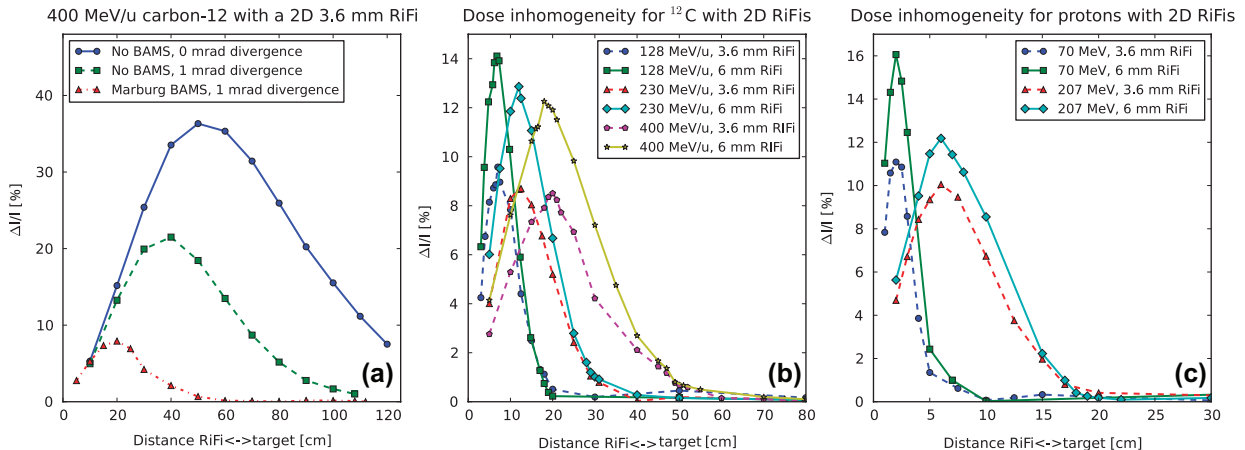 400 MeV/u carbon-12 with a 2D 3.6 mm RiFi
No BAMS, 0 mrad divergence
No BAMS, 1 mrad divergence
Marburg BAMS, 1 mrad divergence
ΔI/I [%]
40
30
20
10
0
0 20 40 60 80 100 120
Distance RiFi<->target [cm]
(a)
Dose inhomogeneity for ¹²C with 2D RiFis
128 MeV/u, 3.6 mm RiFi
128 MeV/u, 6 mm RiFi
230 MeV/u, 3.6 mm RiFi
230 MeV/u, 6 mm RiFi
400 MeV/u, 3.6 mm RIFi
400 MeV/u, 6 mm RIFi
ΔI/I [%]
14
12
10
8
6
4
2
0
0 10 20 30 40 50 60 70 80
Distance RiFi<->target [cm]
(b)
Dose inhomogeneity for protons with 2D RiFis
70 MeV, 3.6 mm RiFi
70 MeV, 6 mm RiFi
207 MeV, 3.6 mm RiFi
207 MeV, 6 mm RiFi
ΔI/I [%]
16
14
12
10
8
6
4
2
0
0 5 10 15 20 25 30
Distance RiFi<->target [cm]
(c)